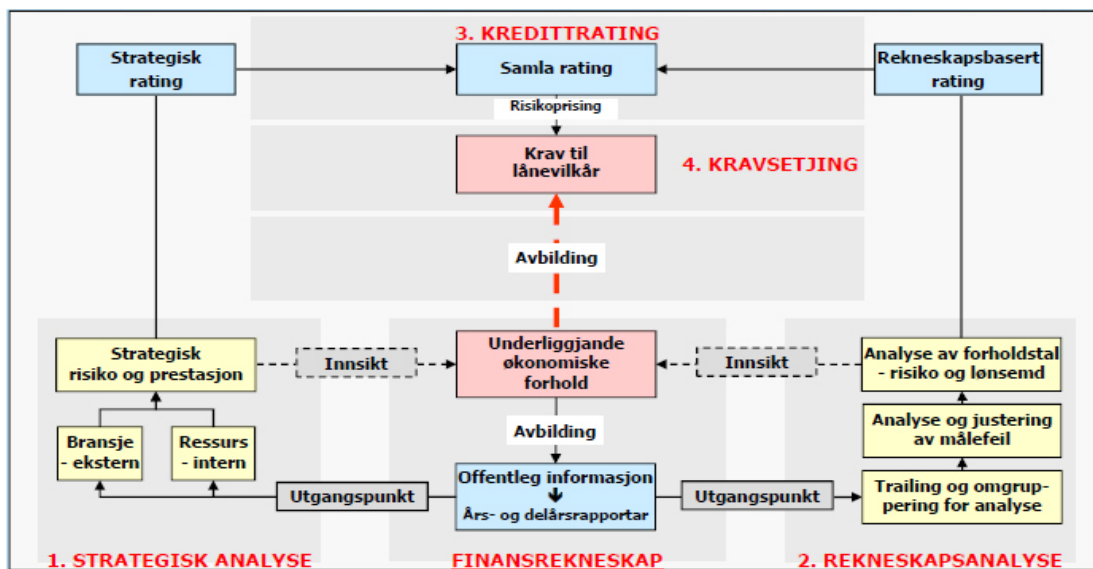 3. KREDITTRATING
Strategisk
rating
Samla rating
Rekneskapsbasert
rating
Risikoprising
Krav til
lånevilkår
4. KRAVSETJING
Avbilding
Strategisk
risiko og prestasjon
Innsikt
Underliggjande
økonomiske
forhold
Innsikt
Analyse av forholdstal
- risiko og lønsemd
Bransje
- ekstern
Ressurs
- intern
Avbilding
Analyse og justering
av målefeil
Utgangspunkt
Offentleg informasjon
Års- og delårsrapportar
Utgangspunkt
Trailing og omgrup-
pering for analyse
1. STRATEGISK ANALYSE
FINANSREKNESKAP
2. REKNESKAPSANALYSE